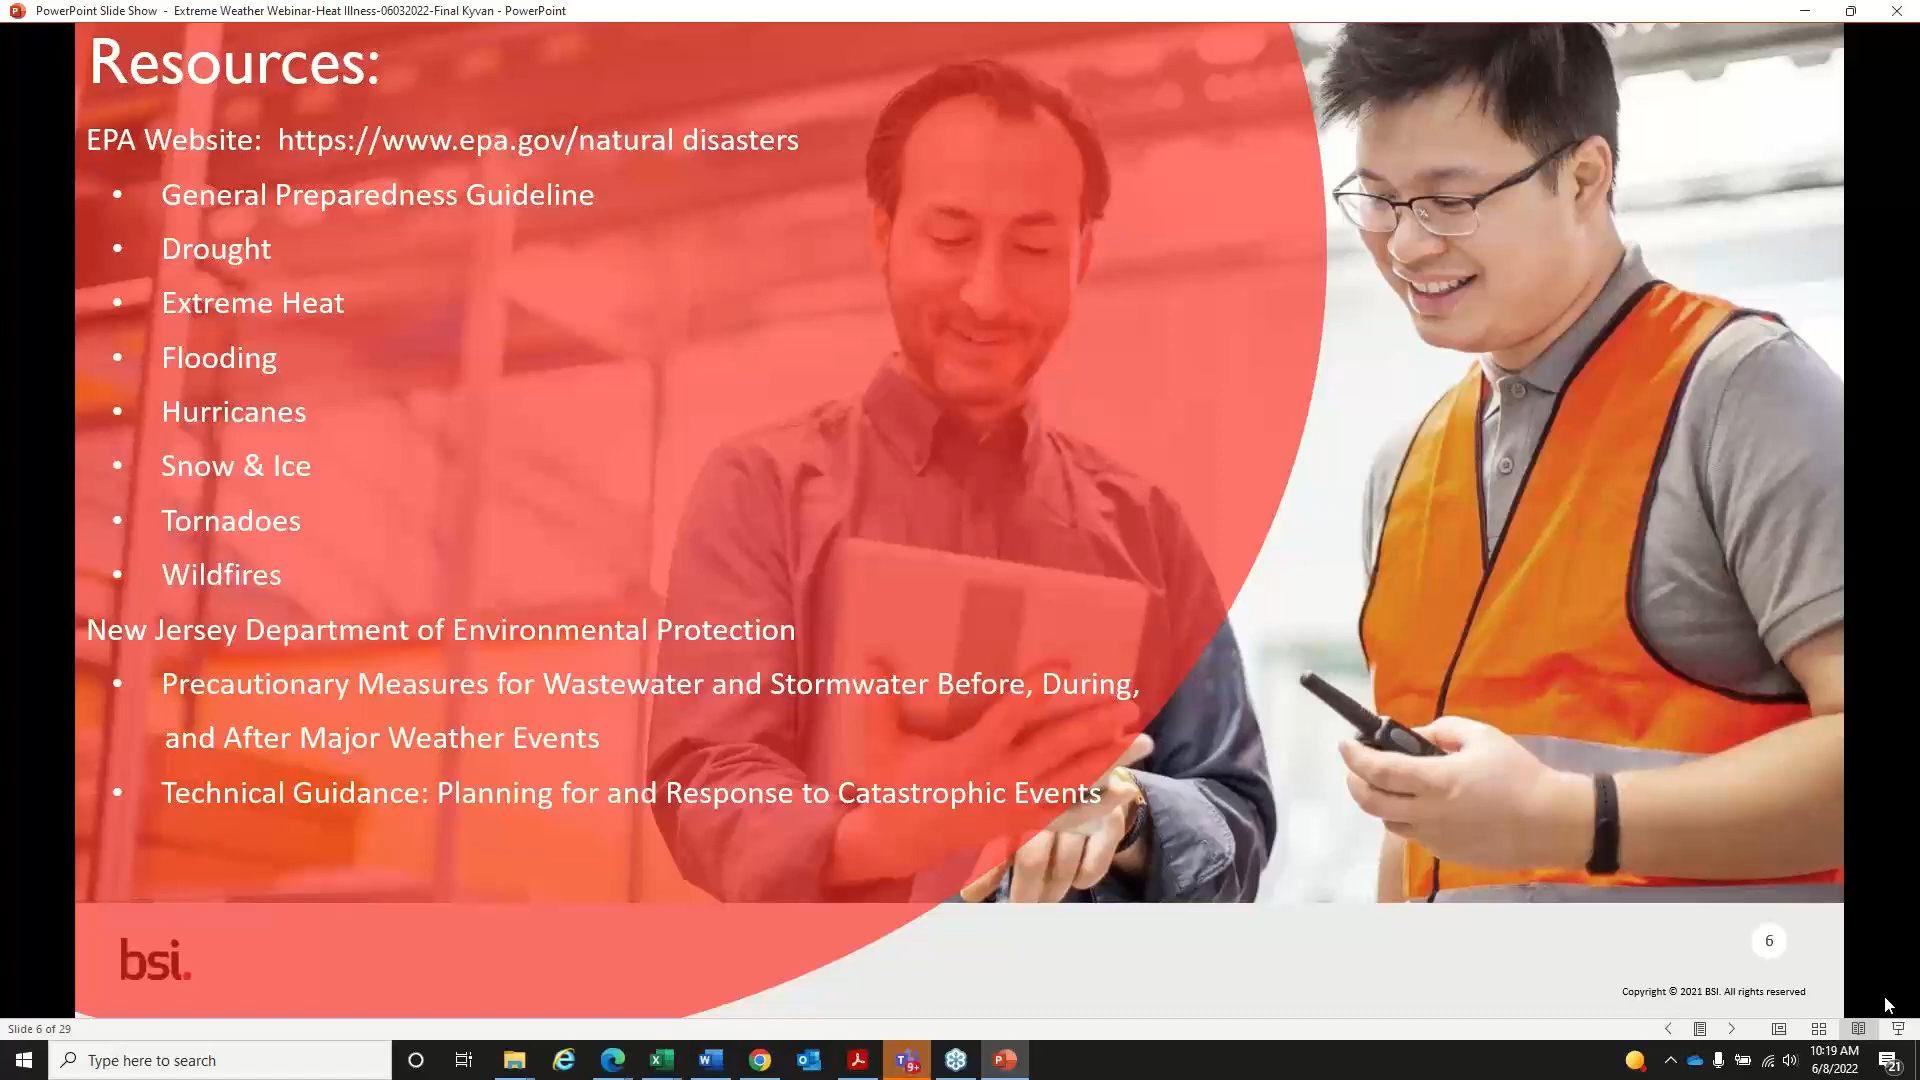 PowerPoint Slide Show - Extreme Weather Webinar-Heat Illness-06032022-Final Kyvan - PowerPoint
Resources:
EPA Website: https://www.epa.gov/natural disasters
• General Preparedness Guideline
• Drought
• Extreme Heat
• Flooding
• Hurricanes
• Snow & Ice
• Tornadoes
• Wildfires
New Jersey Department of Environmental Protection
• Precautionary Measures for Wastewater and Stormwater Before, During,
and After Major Weather Events
• Technical Guidance: Planning for and Response to Catastrophic Events
bsi.
6
Copyright © 2021 BSI. All rights reserved
Slide 6 of 29
Type here to search
9+
10:19 AM
6/8/2022
21